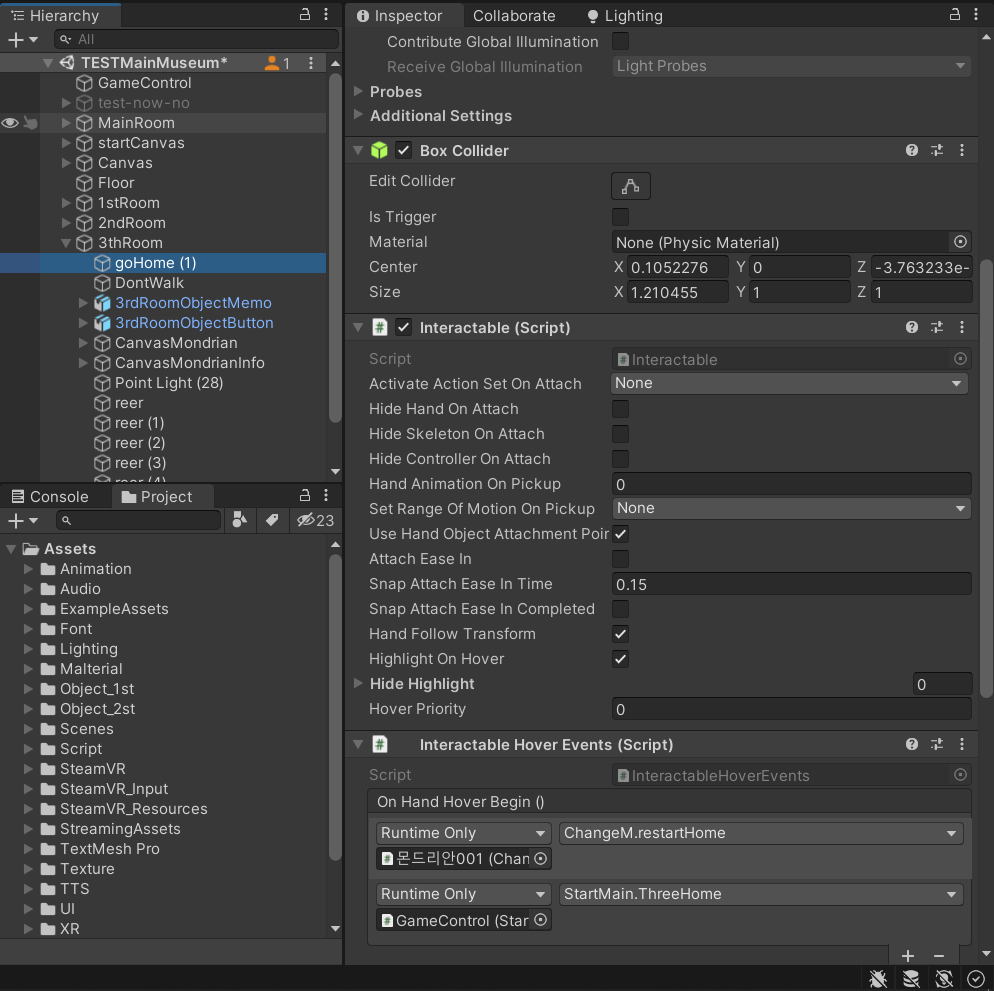 Hierarchy
All
TESTMainMuseum*
1
GameControl
test-now-no
MainRoom
startCanvas
Canvas
Floor
1stRoom
2ndRoom
3thRoom
goHome (1)
DontWalk
3rdRoomObjectMemo
3rdRoomObjectButton
CanvasMondrian
CanvasMondrianInfo
Point Light (28)
reer
reer (1)
reer (2)
reer (3)
reer (4)
Console
Project
23
Assets
Animation
Audio
ExampleAssets
Font
Lighting
Malterial
Object_1st
Object_2st
Scenes
Script
SteamVR
SteamVR_Input
SteamVR_Resources
StreamingAssets
TextMesh Pro
Texture
TTS
UI
XR
Inspector
Collaborate
Lighting
Contribute Global Illumination
Receive Global Illumination
Light Probes
Probes
Additional Settings
Box Collider
Edit Collider
Is Trigger
Material
None (Physic Material)
Center
X 0.1052276 Y 0 Z -3.763233e-
Size
X 1.210455 Y 1 Z 1
Interactable (Script)
Script
Interactable
Activate Action Set On Attach
None
Hide Hand On Attach
Hide Skeleton On Attach
Hide Controller On Attach
Hand Animation On Pickup
0
Set Range Of Motion On Pickup
None
Use Hand Object Attachment Poir
Attach Ease In
Snap Attach Ease In Time
0.15
Snap Attach Ease In Completed
Hand Follow Transform
Highlight On Hover
Hide Highlight
0
Hover Priority
0
Interactable Hover Events (Script)
Script
InteractableHoverEvents
On Hand Hover Begin ()
Runtime Only
ChangeM.restartHome
몬드리안001 (Chan
Runtime Only
StartMain.ThreeHome
GameControl (Star